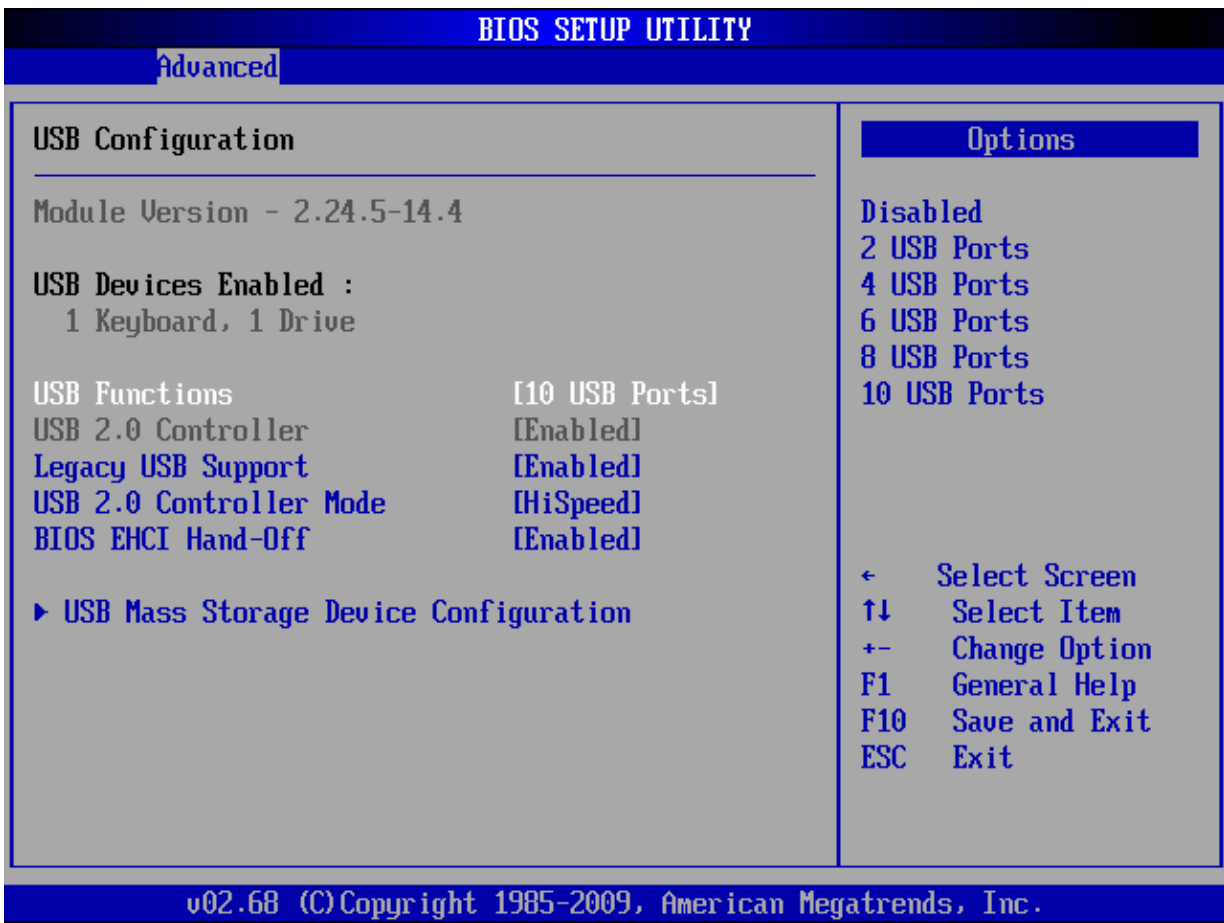 BIOS SETUP UTILITY
Advanced
USB Configuration
Module Version - 2.24.5-14.4
USB Devices Enabled :
1 Keyboard, 1 Drive
USB Functions [10 USB Ports]
USB 2.0 Controller [Enabled]
Legacy USB Support [Enabled]
USB 2.0 Controller Mode [HiSpeed]
BIOS EHCI Hand-Off [Enabled]
▶ USB Mass Storage Device Configuration
Options
Disabled
2 USB Ports
4 USB Ports
6 USB Ports
8 USB Ports
10 USB Ports
← Select Screen
↑↓ Select Item
+- Change Option
F1 General Help
F10 Save and Exit
ESC Exit
v02.68 (C)Copyright 1985-2009, American Megatrends, Inc.